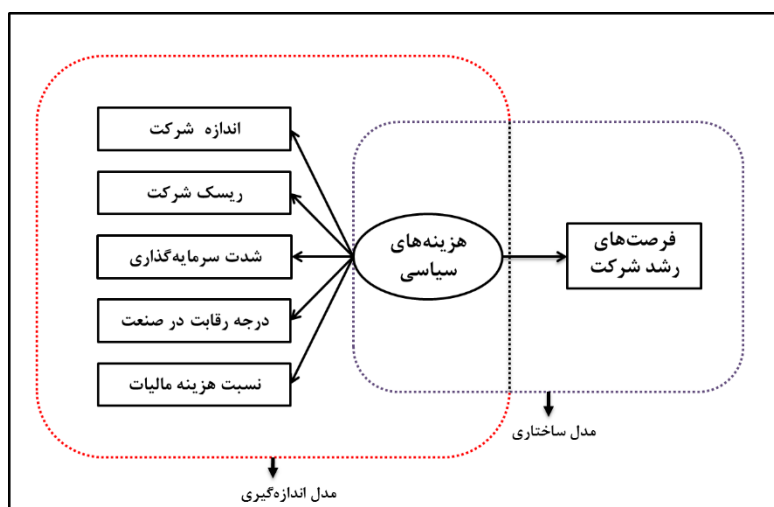 اندازه شرکت
ریسک شرکت
شدت سرمایه‌گذاری
درجه رقابت در صنعت
نسبت هزینه مالیات
هزینه‌های
سیاسی
فرصت‌های
رشد شرکت
مدل ساختاری
مدل اندازه‌گیری